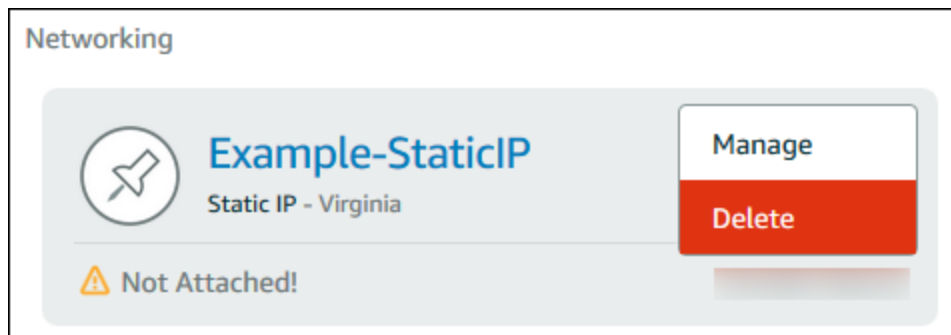 Networking
Example-StaticIP
Static IP - Virginia
Manage
Delete
Not Attached!